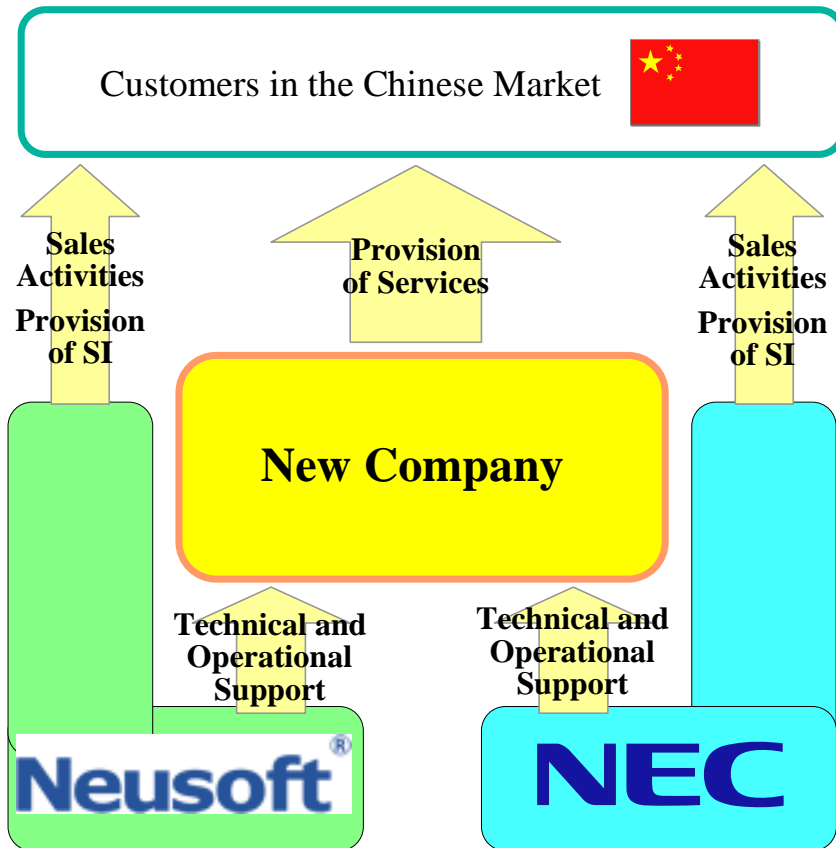 Customers in the Chinese Market
Sales
Activities
Provision
of SI
Provision
of Services
Sales
Activities
Provision
of SI
New Company
Technical and
Operational
Support
Technical and
Operational
Support
Neusoft®
NEC